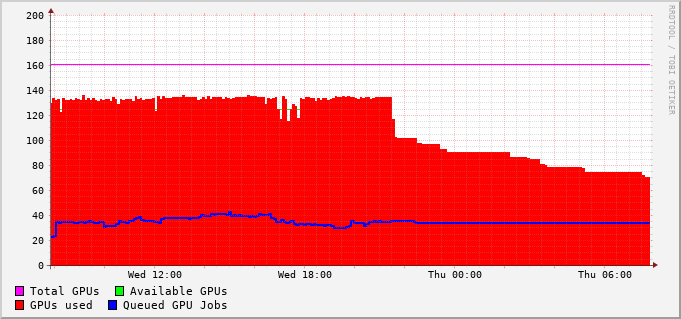 200
180
160
140
120
100
80
60
40
20
0
Wed 12:00 Wed 18:00 Thu 00:00 Thu 06:00
Total GPUs Available GPUs
GPUs used Queued GPU Jobs
RRDTOOL / TOBI OETIKER